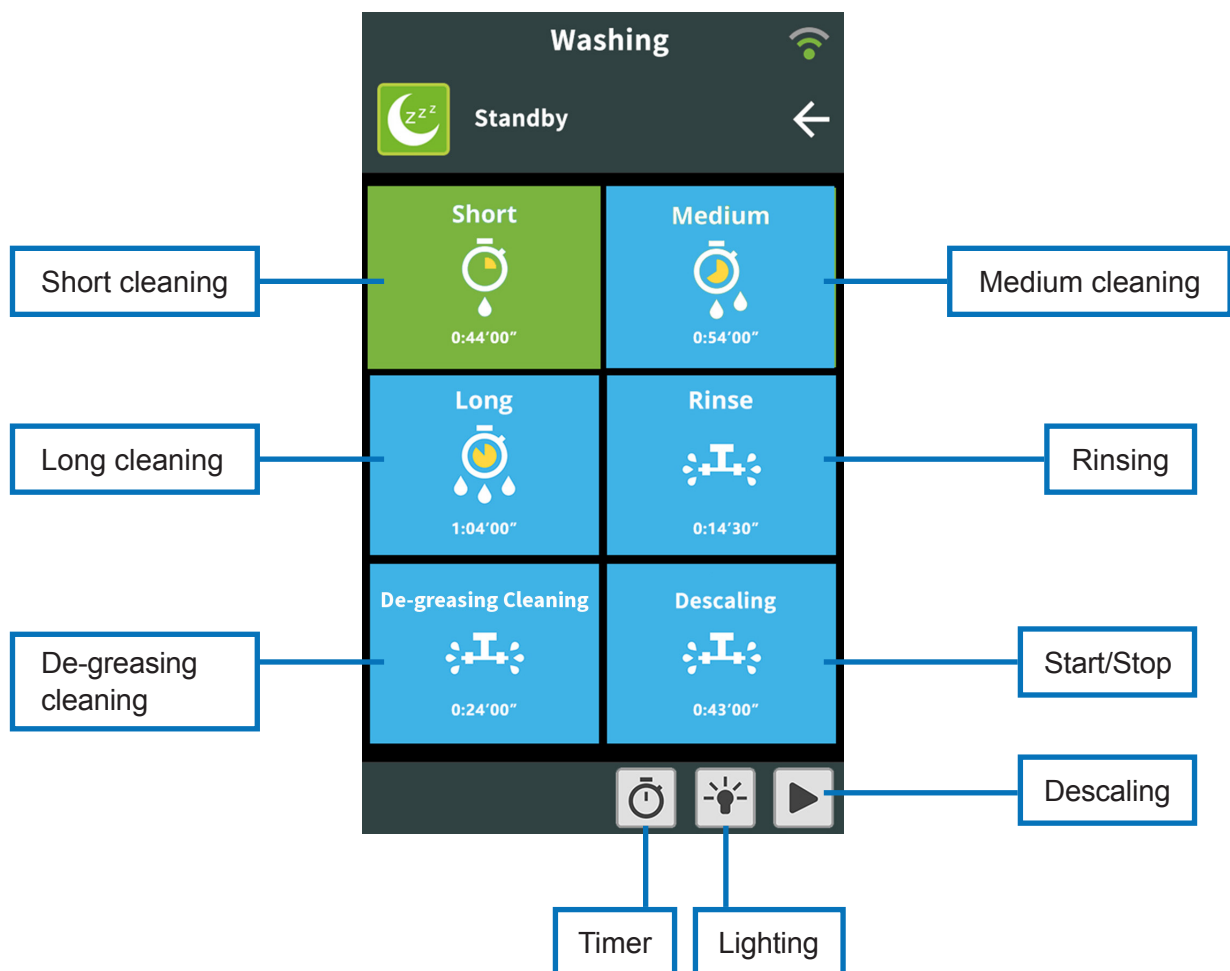 Washing
zzz
Standby
Short
0:44’00”
Medium
0:54’00”
Long
1:04’00”
Rinse
0:14’30”
De-greasing Cleaning
0:24’00”
Descaling
0:43’00”
Short cleaning
Medium cleaning
Long cleaning
Rinsing
De-greasing
cleaning
Start/Stop
Descaling
Timer
Lighting